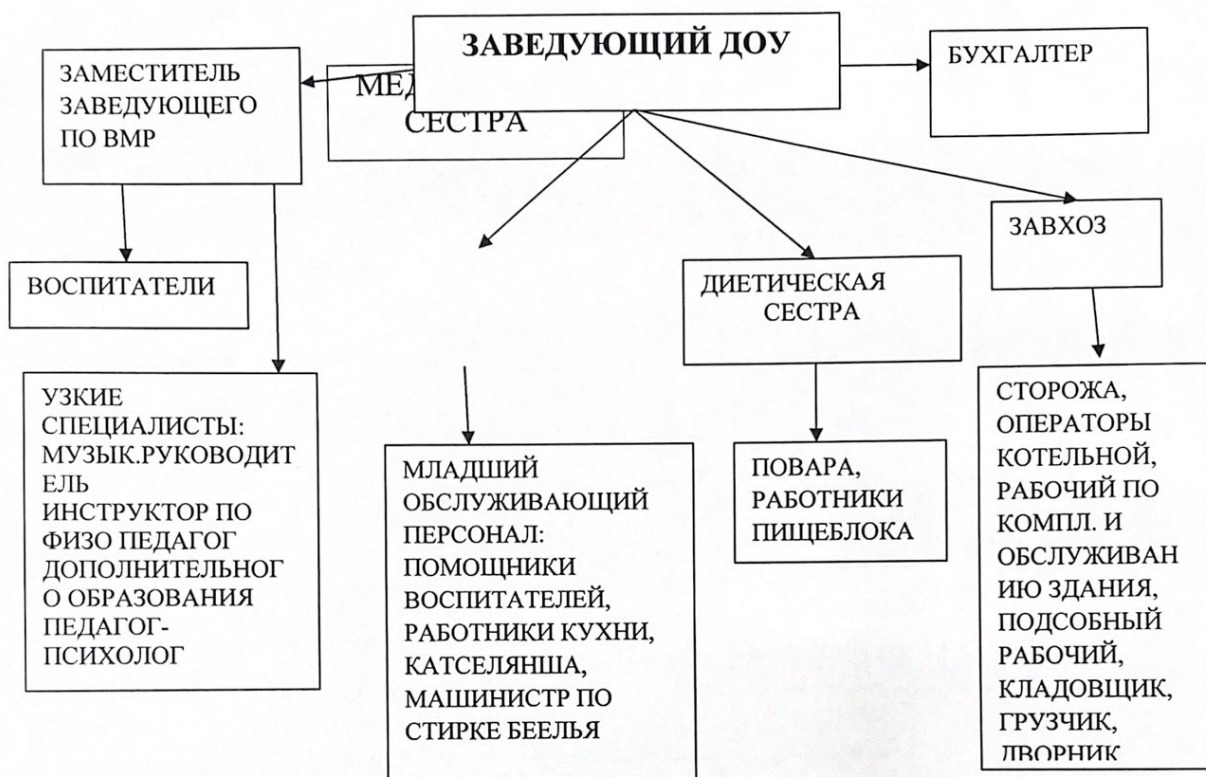 ЗАВЕДУЮЩИЙ ДОУ
ЗАМЕСТИТЕЛЬ
ЗАВЕДУЮЩЕГО
ПО ВМР
СЕСТРА
БУХГАЛТЕР
ВОСПИТАТЕЛИ
ДИЕТИЧЕСКАЯ
СЕСТРА
ЗАВХОЗ
УЗКИЕ
СПЕЦИАЛИСТЫ:
МУЗЫК.РУКОВОДИТ
ЕЛЬ
ИНСТРУКТОР ПО
ФИЗО ПЕДАГОГ
ДОПОЛНИТЕЛЬНОГ
О ОБРАЗОВАНИЯ
ПЕДАГОГ-
ПСИХОЛОГ
МЛАДШИЙ
ОБСЛУЖИВАЮЩИЙ
ПЕРСОНАЛ:
ПОМОЩНИКИ
ВОСПИТАТЕЛЕЙ,
РАБОТНИКИ КУХНИ,
КАТСЕЛЯНША,
МАШИНИСТР ПО
СТИРКЕ БЕЕЛЬЯ
ПОВАРА,
РАБОТНИКИ
ПИЩЕБЛОКА
СТОРОЖА,
ОПЕРАТОРЫ
КОТЕЛЬНОЙ,
РАБОЧИЙ ПО
КОМПЛ. И
ОБСЛУЖИВАН
ИЮ ЗДАНИЯ,
ПОДСОБНЫЙ
РАБОЧИЙ,
КЛАДОВЩИК,
ГРУЗЧИК,
ДВОРНИК